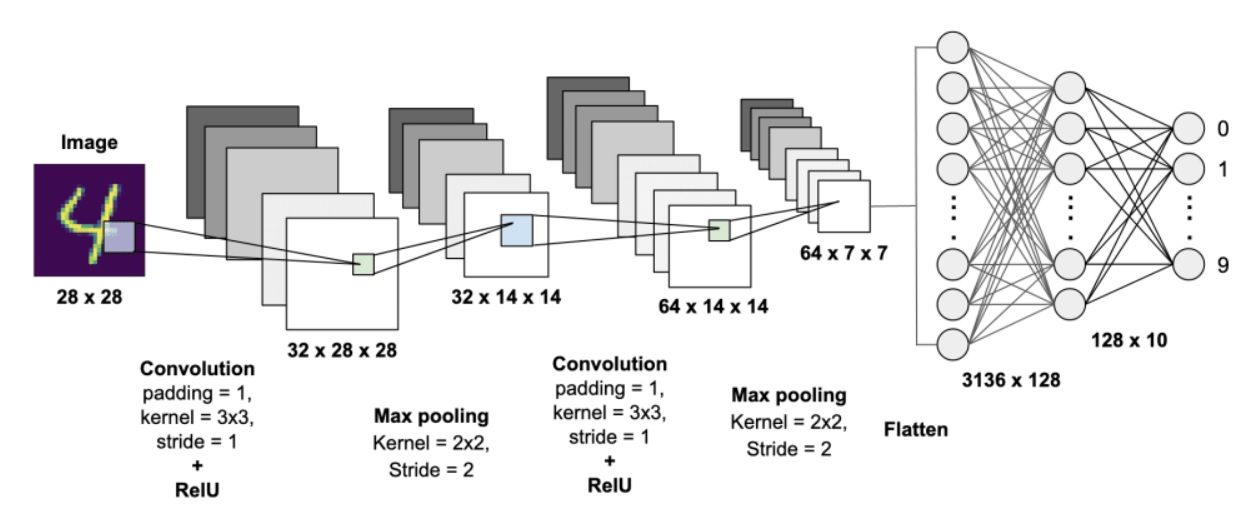 Image
28 x 28
Convolution
padding = 1,
kernel = 3x3,
stride = 1
+
RelU
32 x 28 x 28
Max pooling
Kernel = 2x2,
Stride = 2
32 x 14 x 14
Convolution
padding = 1,
kernel = 3x3,
stride = 1
+
RelU
64 x 14 x 14
Max pooling
Kernel = 2x2,
Stride = 2
64 x 7 x 7
Flatten
3136 x 128
128 x 10
0
1
9